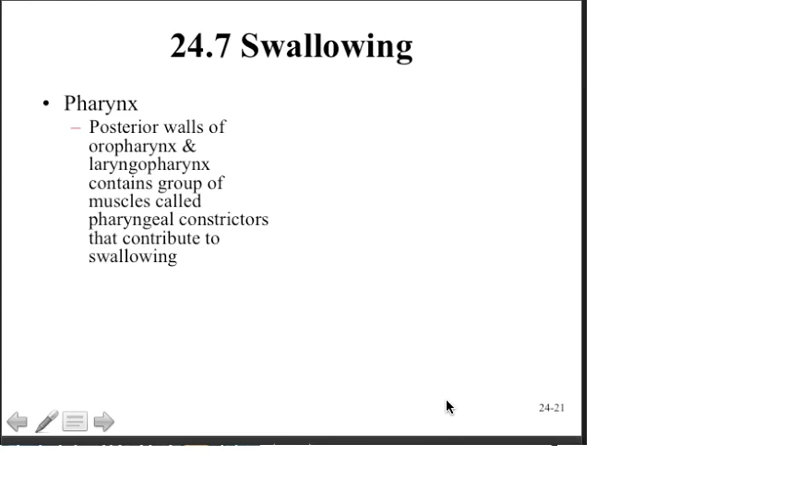 24.7 Swallowing
• Pharynx
– Posterior walls of
oropharynx &
laryngopharynx
contains group of
muscles called
pharyngeal constrictors
that contribute to
swallowing
24-21